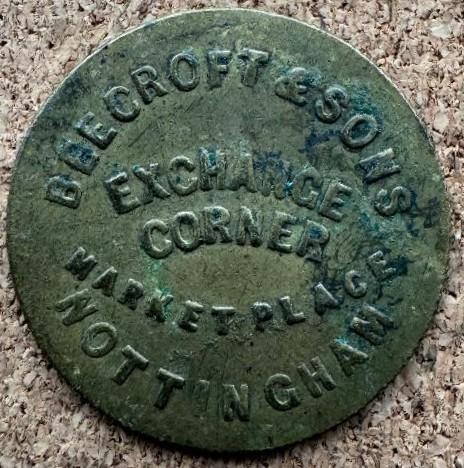 BEECROFT & SONS
EXCHANGE
CORNER
MARKET PLACE
NOTTINGHAM